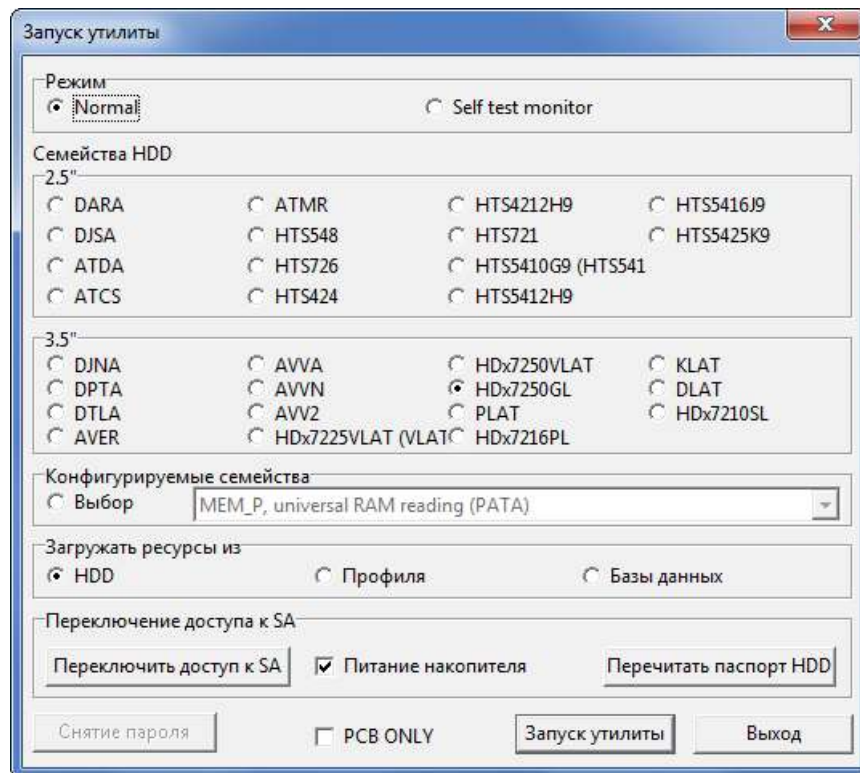 Запуск утилиты
Режим
Normal Self test monitor
Семейства HDD
2.5"
DARA ATMR HTS4212H9 HTS5416J9
DJSA HTS548 HTS721 HTS5425K9
ATDA HTS726 HTS5410G9 (HTS541
ATCS HTS424 HTS5412H9
3.5"
DJNA AVVA HDx7250VLAT KLAT
DPTA AVVN HDx7250GL DLAT
DTLA AVV2 PLAT HDx7210SL
AVER HDx7225VLAT (VLAT HDx7216PL
Конфигурируемые семейства
Выбор MEM_P, universal RAM reading (PATA)
Загружать ресурсы из
HDD Профиля Базы данных
Переключение доступа к SA
Переключить доступ к SA Питание накопителя Перечитать паспорт HDD
Снятие пароля PCB ONLY Запуск утилиты Выход